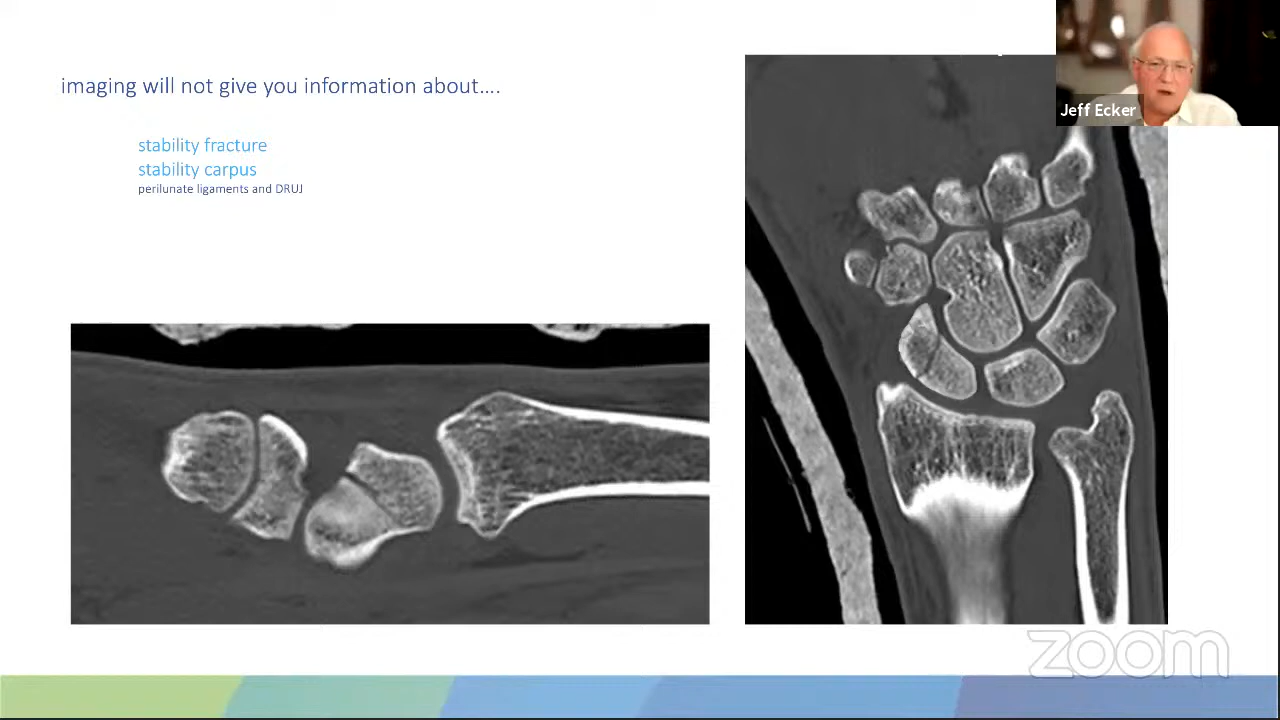 imaging will not give you information about....
stability fracture
stability carpus
perilunate ligaments and DRUJ
Jeff Ecker
zoom